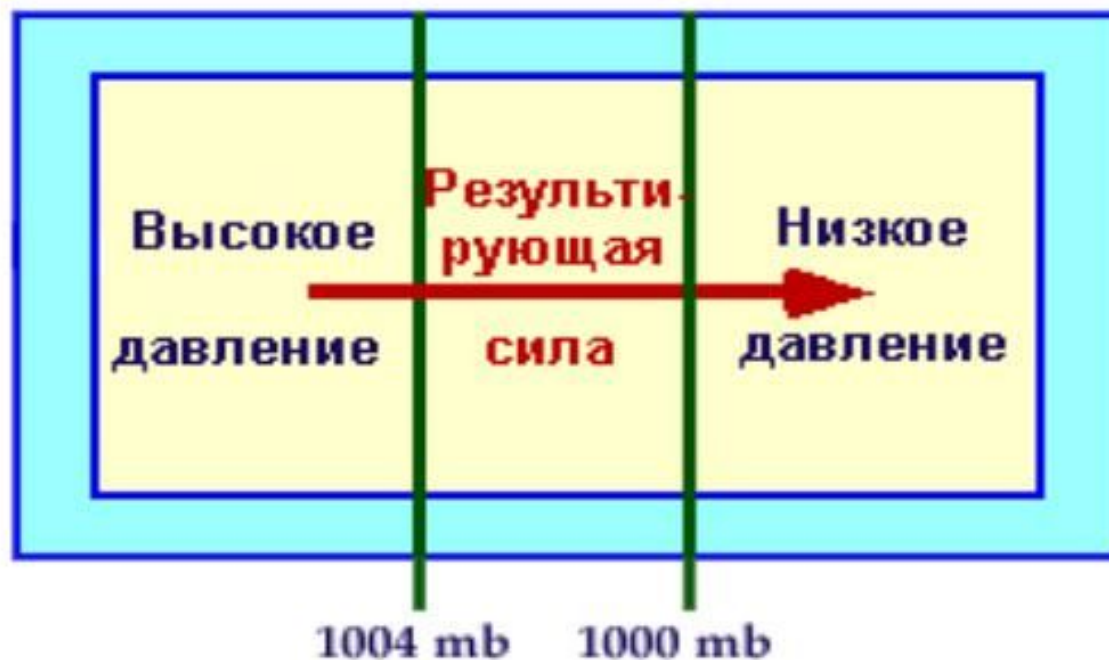 Высокое
давление
Результи-
рующая
сила
Низкое
давление
1004 mb
1000 mb